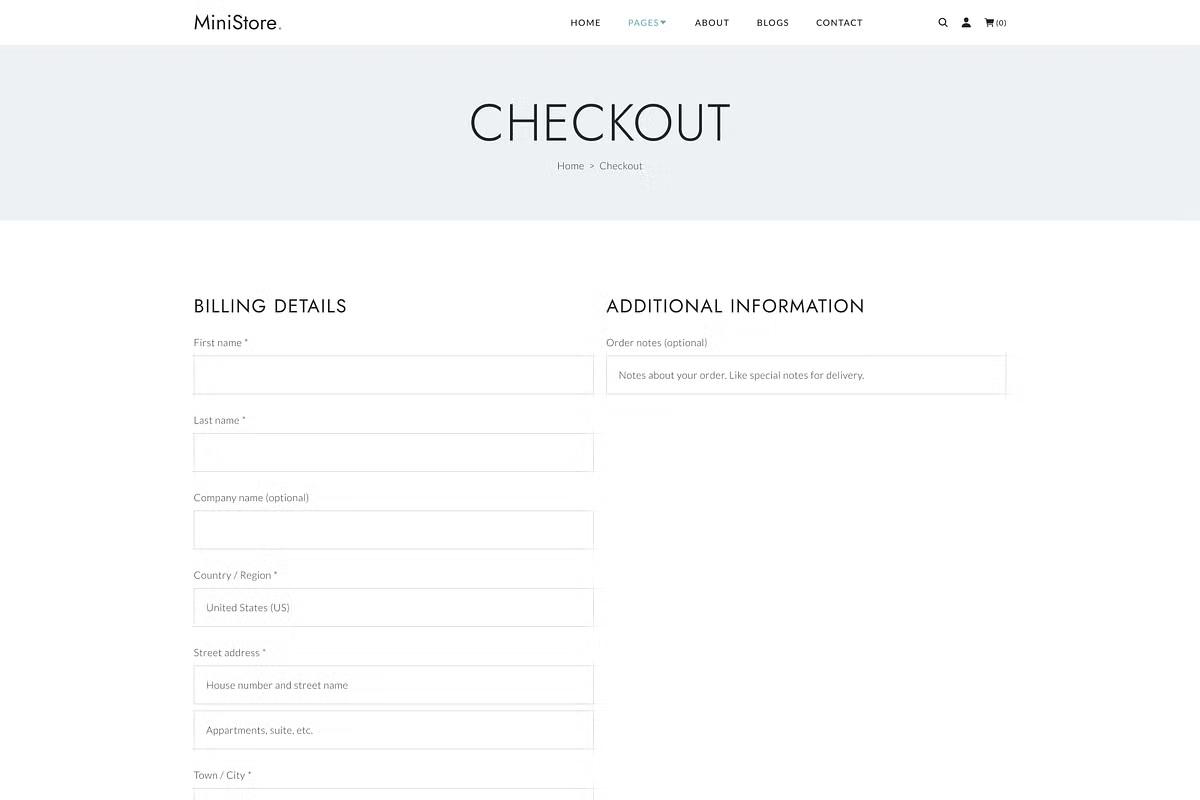 MiniStore.
HOME PAGES ABOUT BLOGS CONTACT (0)
CHECKOUT
Home > Checkout
BILLING DETAILS
First name *
Last name *
Company name (optional)
Country / Region *
United States (US)
Street address *
House number and street name
Appartments, suite, etc.
Town / City *
ADDITIONAL INFORMATION
Order notes (optional)
Notes about your order. Like special notes for delivery.